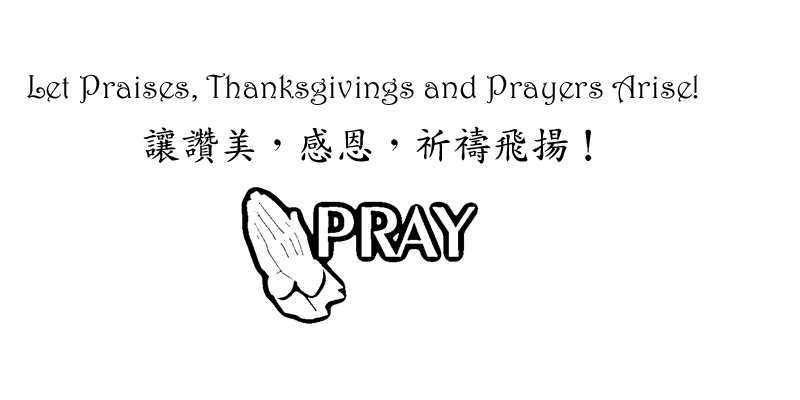 Let Praises, Thanksgivings and Prayers Arise!
讓讚美，感恩，祈禱飛揚！
PRAY